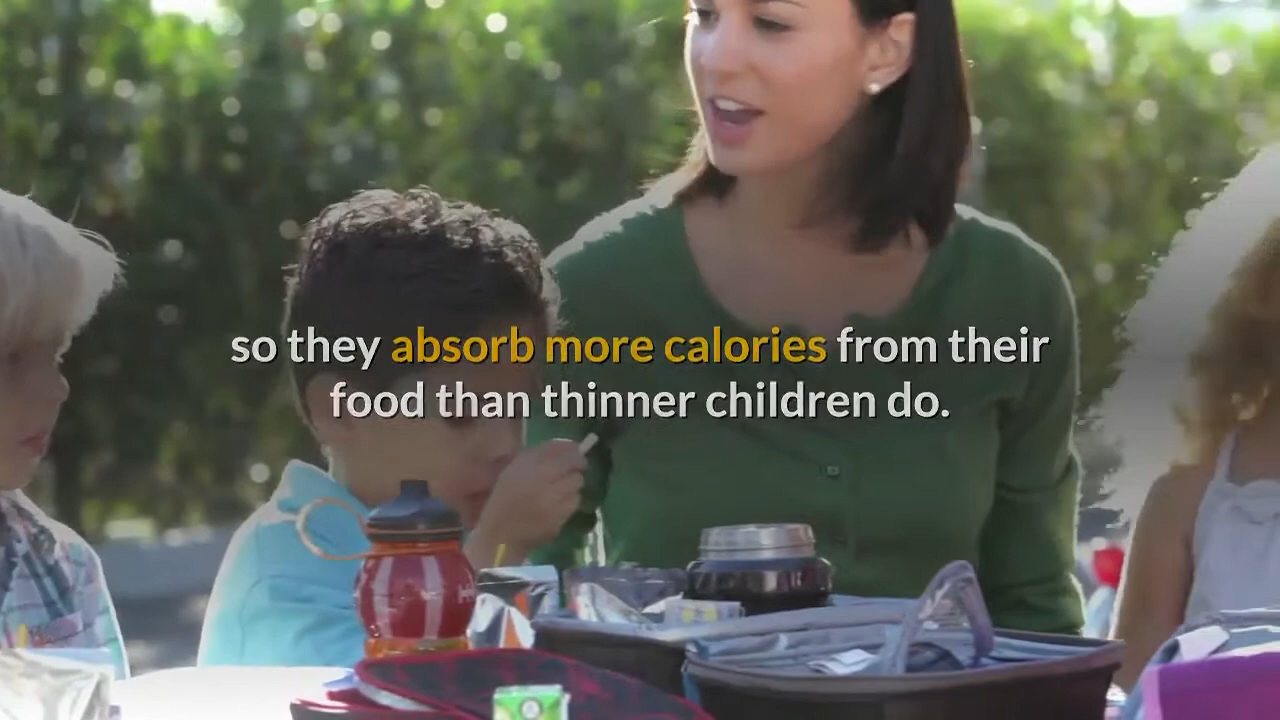 so they absorb more calories from their
food than thinner children do.